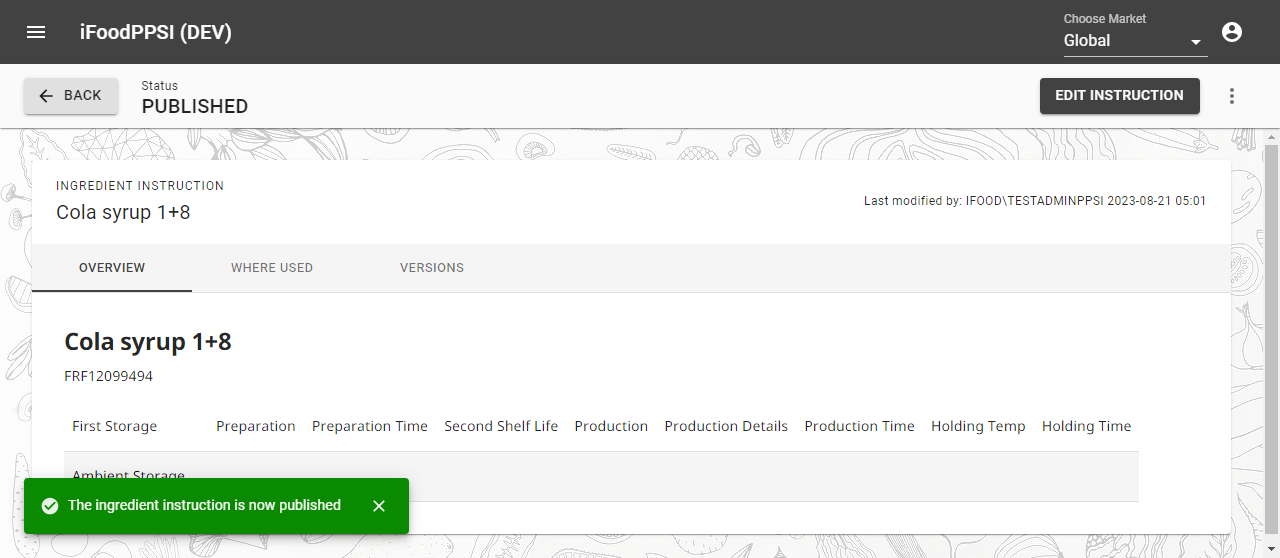 iFoodPPSI (DEV)
Choose Market
Global
BACK
Status
PUBLISHED
EDIT INSTRUCTION
INGREDIENT INSTRUCTION
Cola syrup 1+8
Last modified by: IFOOD\TESTADMINPPSI 2023-08-21 05:01
OVERVIEW WHERE USED VERSIONS
Cola syrup 1+8
FRF12099494
First Storage Preparation Preparation Time Second Shelf Life Production Production Details Production Time Holding Temp Holding Time
Ambient Storage
The ingredient instruction is now published